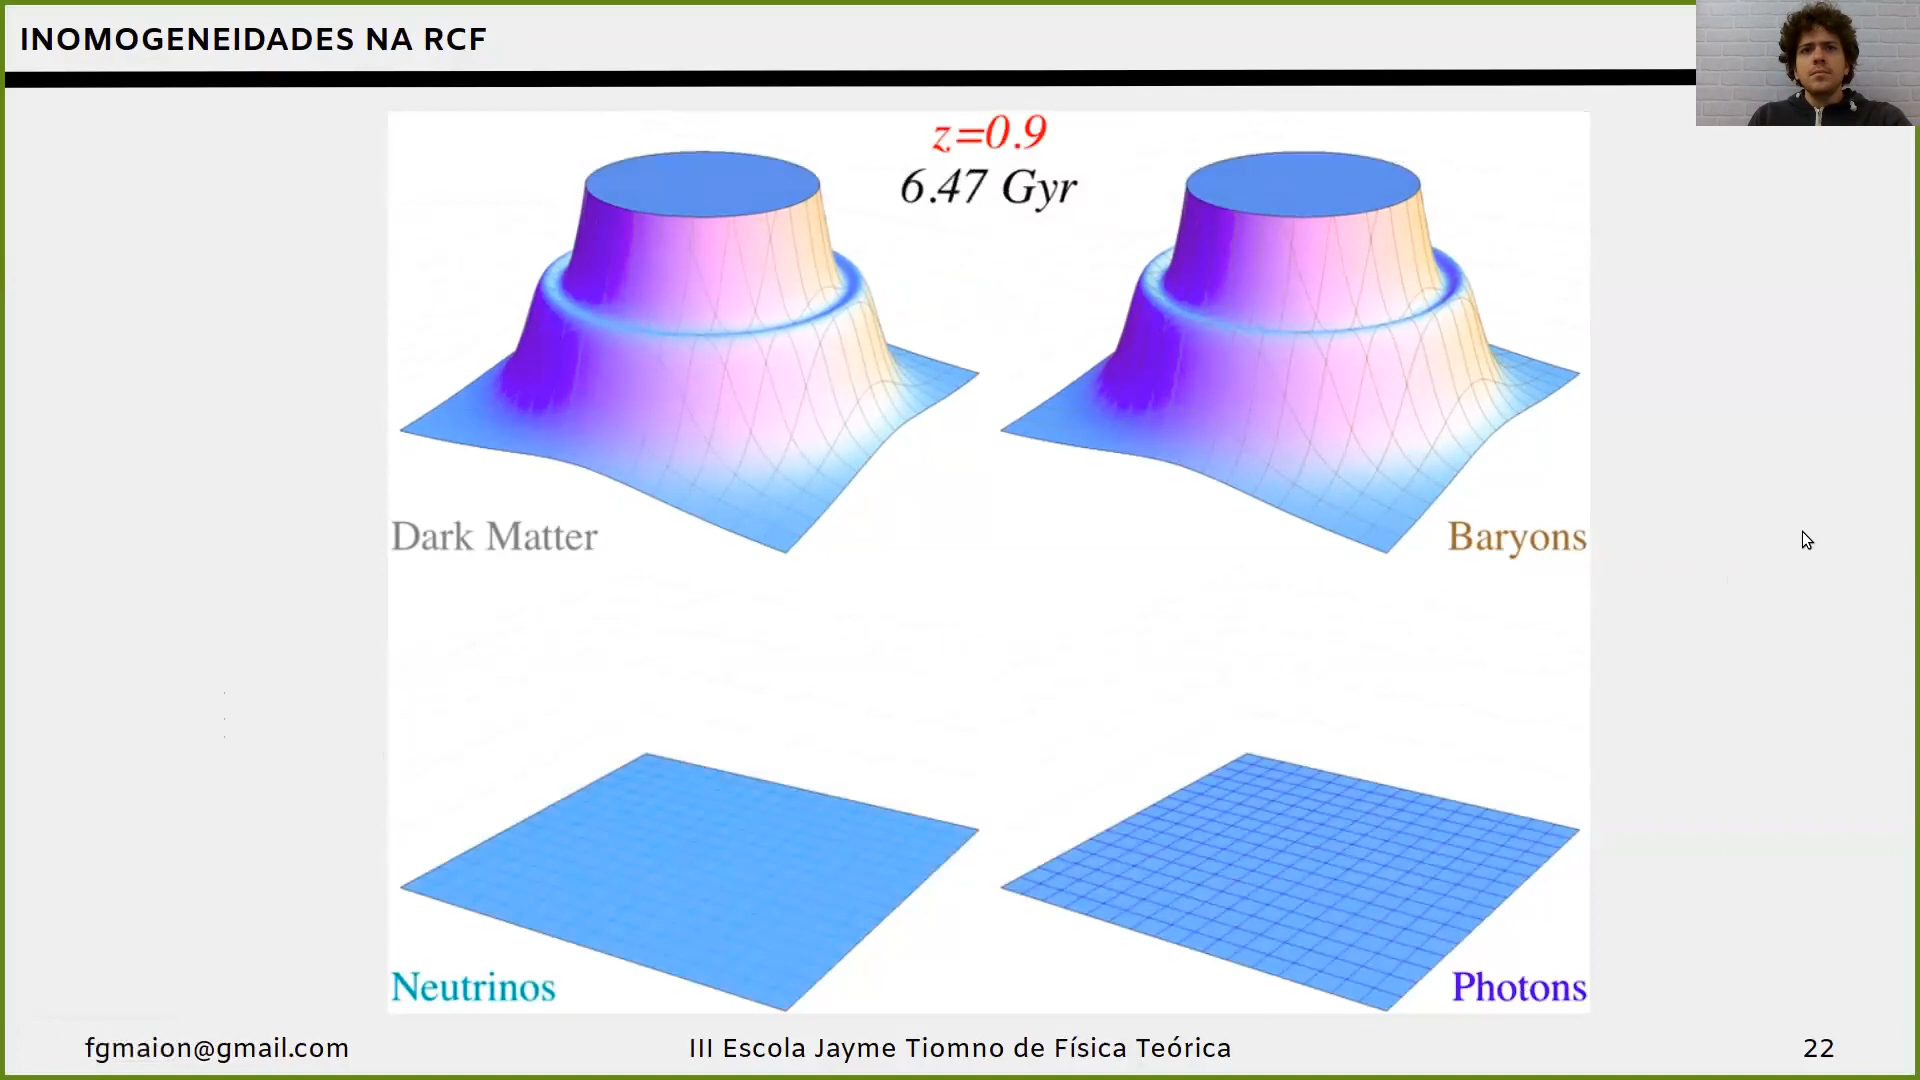 INOMOGENEIDADES NA RCF
z=0.9
6.47 Gyr
Dark Matter
Baryons
Neutrinos
Photons
fgmaion@gmail.com
III Escola Jayme Tiomno de Física Teórica
22